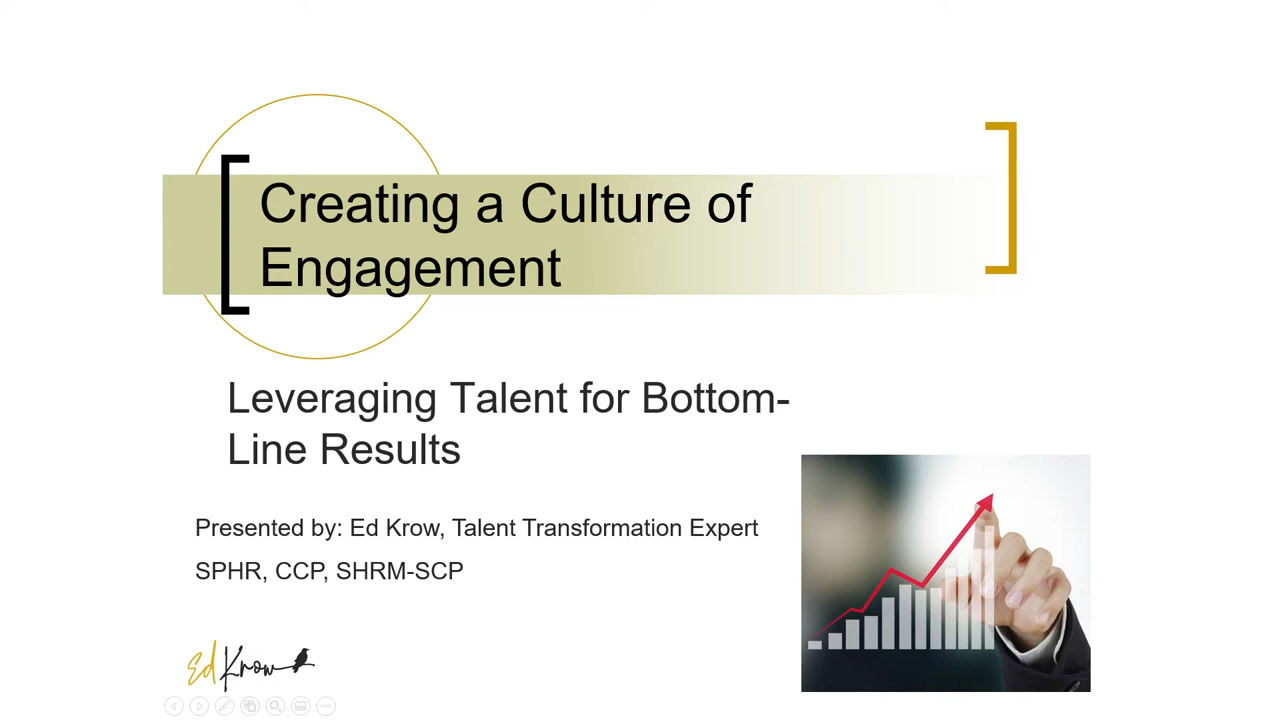 Creating a Culture of
Engagement
Leveraging Talent for Bottom-
Line Results
Presented by: Ed Krow, Talent Transformation Expert
SPHR, CCP, SHRM-SCP
Ed Krow